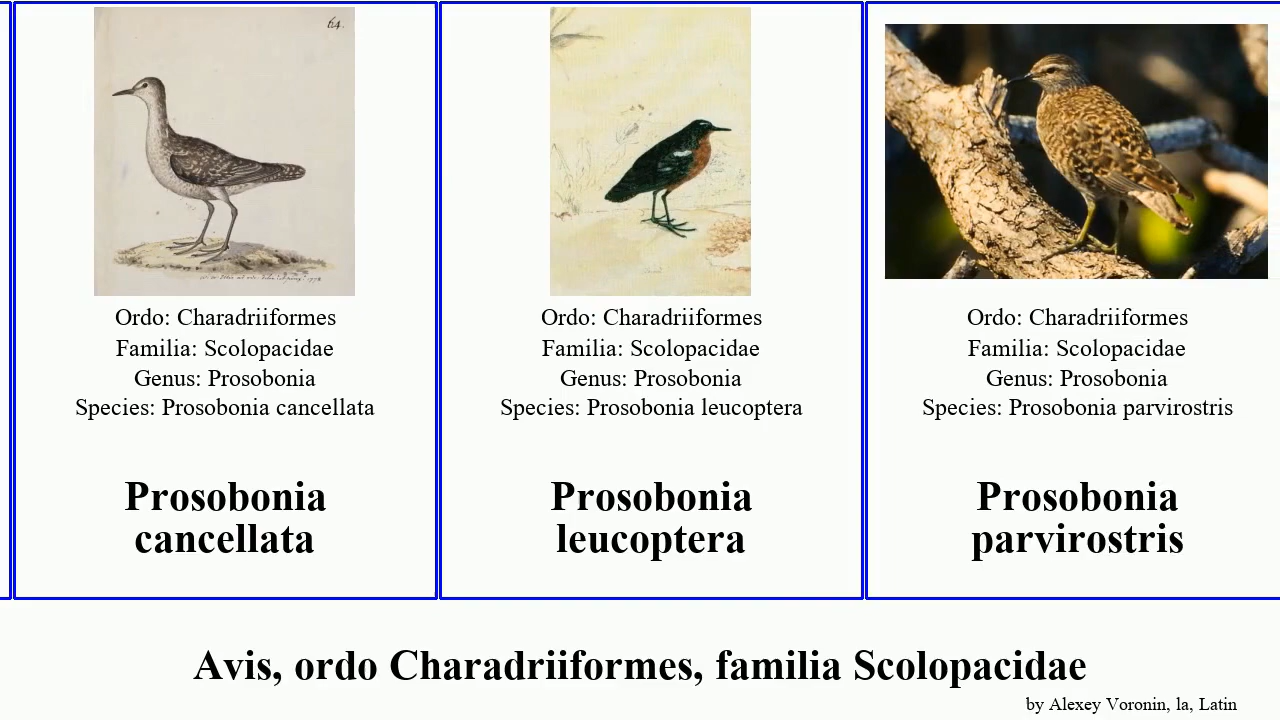 64.
Ordo: Charadriiformes
Familia: Scolopacidae
Genus: Prosobonia
Species: Prosobonia cancellata
Prosobonia
cancellata
Ordo: Charadriiformes
Familia: Scolopacidae
Genus: Prosobonia
Species: Prosobonia leucoptera
Prosobonia
leucoptera
Ordo: Charadriiformes
Familia: Scolopacidae
Genus: Prosobonia
Species: Prosobonia parvirostris
Prosobonia
parvirostris
Avis, ordo Charadriiformes, familia Scolopacidae
by Alexey Voronin, la, Latin